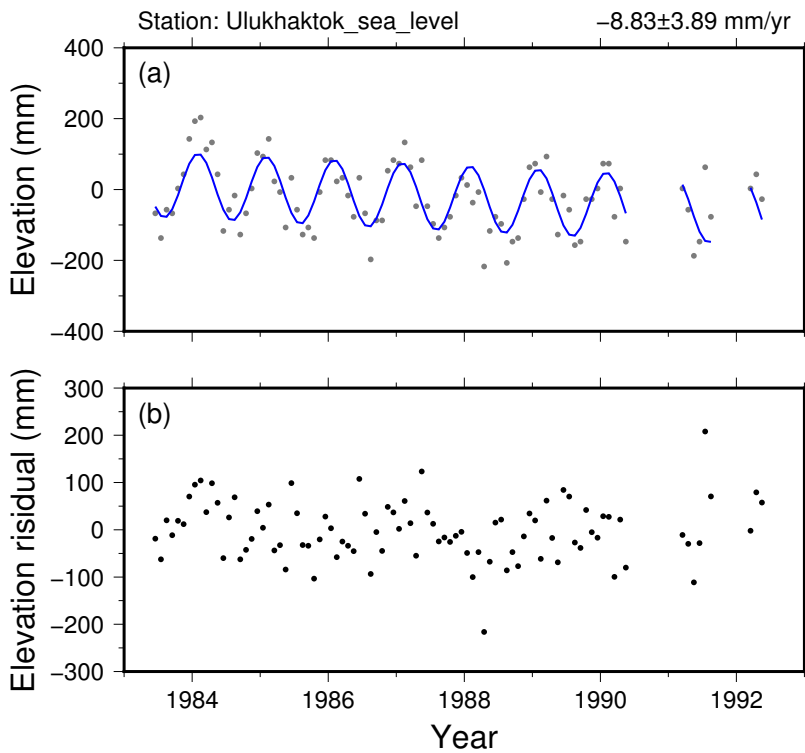 Station: Ulukhaktok_sea_level −8.83±3.89 mm/yr
(a)
Elevation (mm)
400
200
0
−200
−400
(b)
Elevation risidual (mm)
300
200
100
0
−100
−200
−300
1984 1986 1988 1990 1992
Year